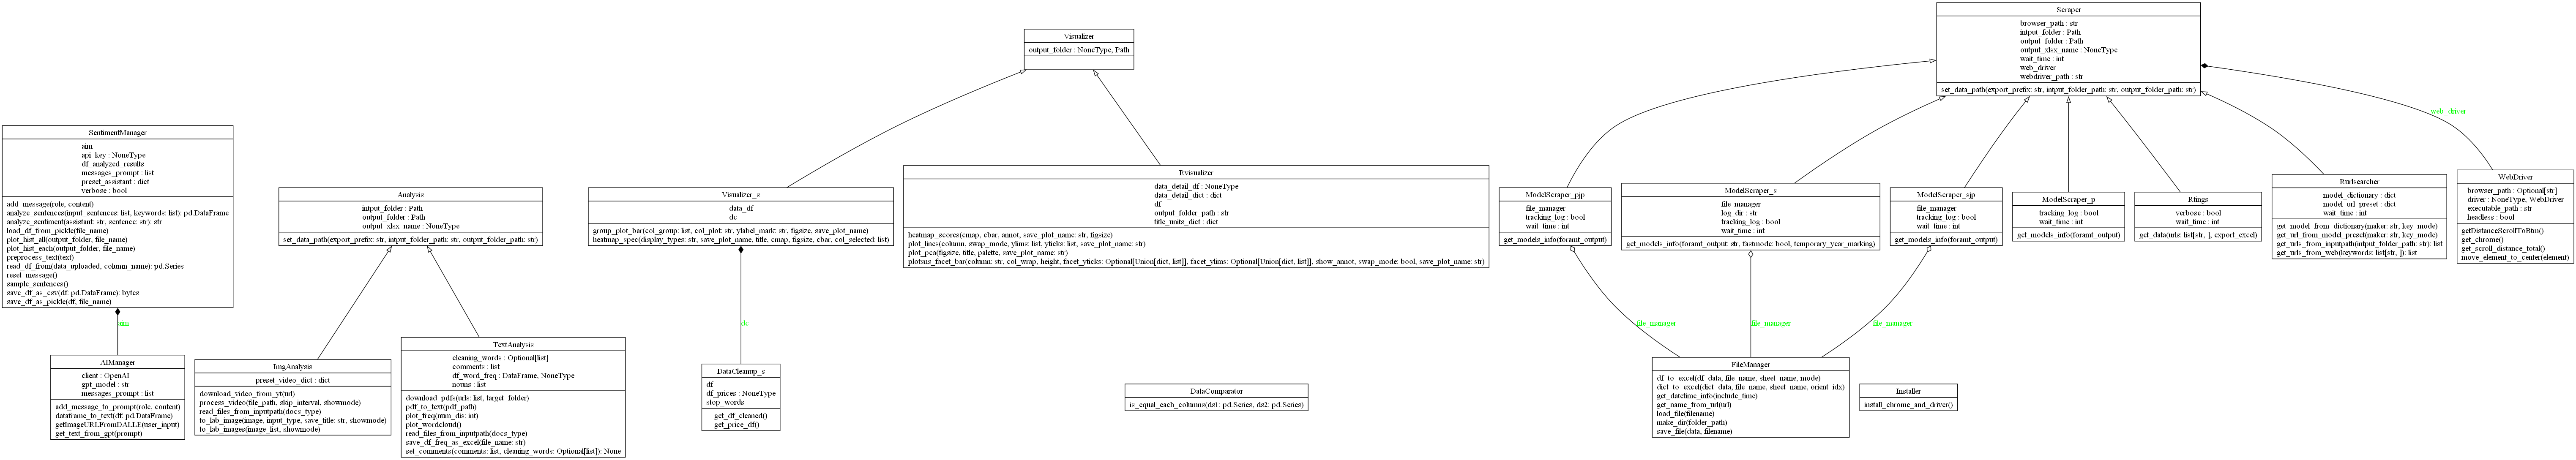 SentimentManager
aim
api_key : NoneType
df_analyzed_results
messages_prompt : list
preset_assistant : dict
verbose : bool
add_message(role, content)
analyze_sentences(input_sentences: list, keywords: list): pd.DataFrame
analyze_sentiment(assistant: str, sentence: str): str
load_df_from_pickle(file_name)
plot_hist_all(output_folder, file_name)
plot_hist_each(output_folder, file_name)
preprocess_text(text)
read_df_from(data_uploaded, column_name): pd.Series
reset_message()
sample_sentences()
save_df_as_csv(df: pd.DataFrame): bytes
save_df_as_pickle(df, file_name)
aim
AIManager
client : OpenAI
gpt_model : str
messages_prompt : list
add_message_to_prompt(role, content)
dataframe_to_text(df: pd.DataFrame)
getImageURLFromDALLE(user_input)
get_text_from_gpt(prompt)
Analysis
intput_folder : Path
output_folder : Path
output_xlsx_name : NoneType
set_data_path(export_prefix: str, intput_folder_path: str, output_folder_path: str)
ImgAnalysis
preset_video_dict : dict
download_video_from_yt(url)
process_video(file_path, skip_interval, showmode)
read_files_from_inputpath(docs_type)
to_lab_image(image, input_type, save_title: str, showmode)
to_lab_images(image_list, showmode)
TextAnalysis
cleaning_words : Optional[list]
comments : list
df_word_freq : DataFrame, NoneType
nouns : list
download_pdfs(urls: list, target_folder)
pdf_to_text(pdf_path)
plot_freq(num_dis: int)
plot_wordcloud()
read_files_from_inputpath(docs_type)
save_df_freq_as_excel(file_name: str)
set_comments(comments: list, cleaning_words: Optional[list]): None
Visualizer
output_folder : NoneType, Path
Visualizer_s
data_df
dc
group_plot_bar(col_group: list, col_plot: str, ylabel_mark: str, figsize, save_plot_name)
heatmap_spec(display_types: str, save_plot_name, title, cmap, figsize, cbar, col_selected: list)
dc
DataCleanup_s
df
df_prices : NoneType
stop_words
get_df_cleaned()
get_price_df()
Rvisualizer
data_detail_df : NoneType
data_detail_dict : dict
df
output_folder_path : str
title_units_dict : dict
heatmap_scores(cmap, cbar, annot, save_plot_name: str, figsize)
plot_lines(column, swap_mode, ylims: list, yticks: list, save_plot_name: str)
plot_pca(figsize, title, palette, save_plot_name: str)
plotsns_facet_bar(column: str, col_wrap, height, facet_yticks: Optional[Union[dict, list]], facet_ylims: Optional[Union[dict, list]], show_annot, swap_mode: bool, save_plot_name: str)
DataComparator
is_equal_each_columns(ds1: pd.Series, ds2: pd.Series)
Scraper
browser_path : str
intput_folder : Path
output_folder : Path
output_xlsx_name : NoneType
wait_time : int
web_driver
webdriver_path : str
set_data_path(export_prefix: str, intput_folder_path: str, output_folder_path: str)
web_driver
ModelScraper_pjp
file_manager
tracking_log : bool
wait_time : int
get_models_info(foramt_output)
ModelScraper_s
file_manager
log_dir : str
tracking_log : bool
wait_time : int
get_models_info(foramt_output: str, fastmode: bool, temporary_year_marking)
ModelScraper_sjp
file_manager
tracking_log : bool
wait_time : int
get_models_info(foramt_output)
ModelScraper_p
tracking_log : bool
wait_time : int
get_models_info(foramt_output)
Rtings
verbose : bool
wait_time : int
get_data(urls: list[str, ], export_excel)
Rurlsearcher
model_dictionary : dict
model_url_preset : dict
wait_time : int
get_model_from_dictionary(maker: str, key_mode)
get_url_from_model_preset(maker: str, key_mode)
get_urls_from_inputpath(intput_folder_path: str): list
get_urls_from_web(keywords: list[str, ]): list
WebDriver
browser_path : Optional[str]
driver : NoneType, WebDriver
executable_path : str
headless : bool
getDistanceScrollToBtm()
get_chrome()
get_scroll_distance_total()
move_element_to_center(element)
file_manager
file_manager
file_manager
FileManager
df_to_excel(df_data, file_name, sheet_name, mode)
dict_to_excel(dict_data, file_name, sheet_name, orient_idx)
get_datetime_info(include_time)
get_name_from_url(url)
load_file(filename)
make_dir(folder_path)
save_file(data, filename)
Installer
install_chrome_and_driver()